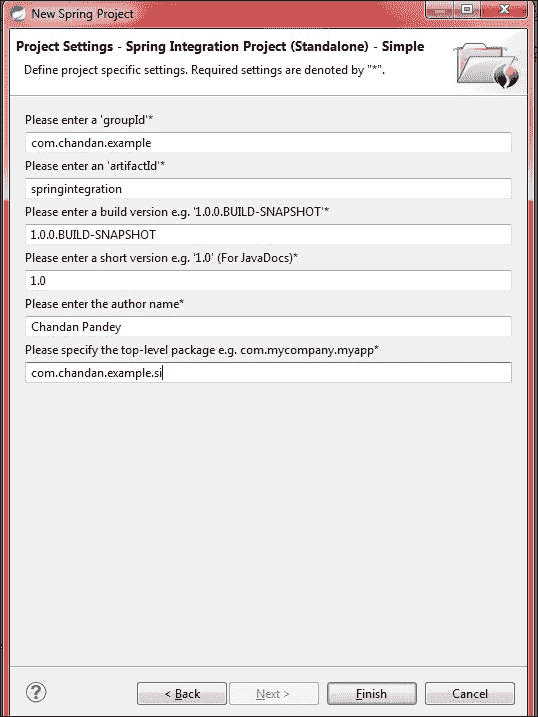 New Spring Project
Project Settings - Spring Integration Project (Standalone) - Simple
Define project specific settings. Required settings are denoted by "*".
Please enter a 'groupId'*
com.chandan.example
Please enter an 'artifactId'*
springintegration
Please enter a build version e.g. '1.0.0.BUILD-SNAPSHOT'*
1.0.0.BUILD-SNAPSHOT
Please enter a short version e.g. '1.0' (For JavaDocs)*
1.0
Please enter the author name*
Chandan Pandey
Please specify the top-level package e.g. com.mycompany.myapp*
com.chandan.example.si
? < Back Next > Finish Cancel